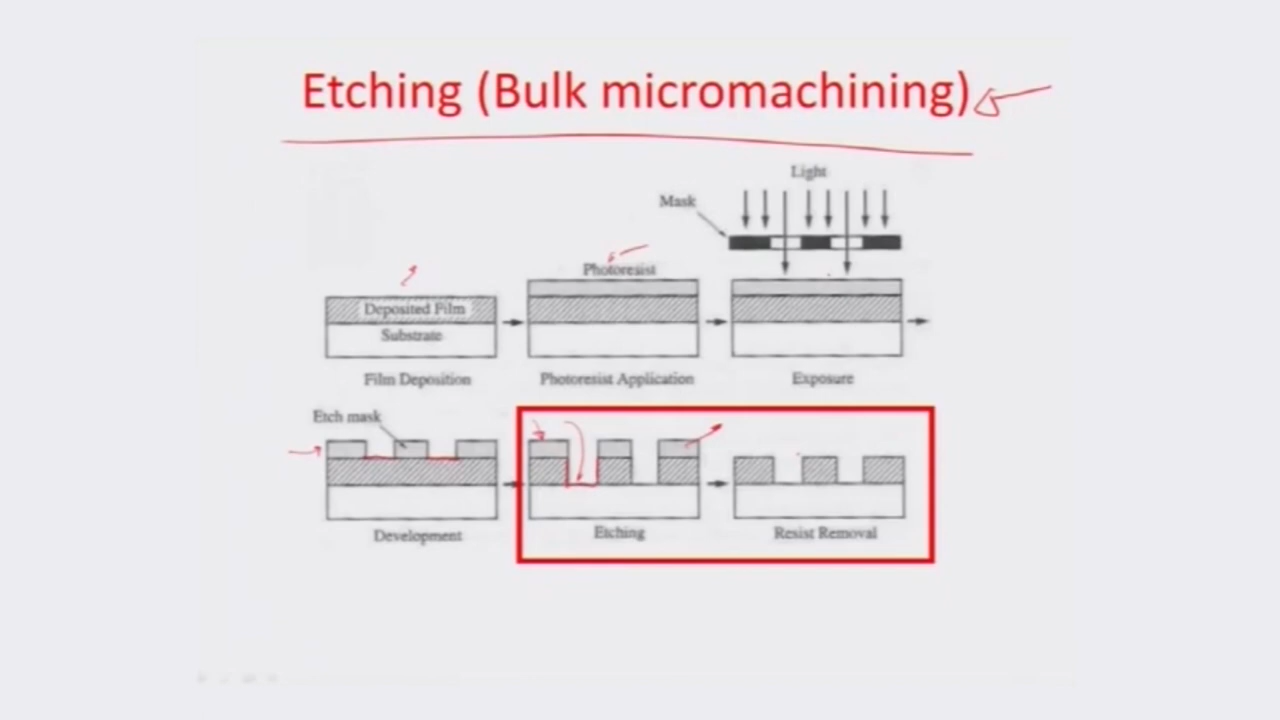 Etching (Bulk micromachining)
Light
Mask
Photoresist
Deposited Film
Substrate
Film Deposition
Photoresist Application
Exposure
Etch mask
Development
Etching
Resist Removal